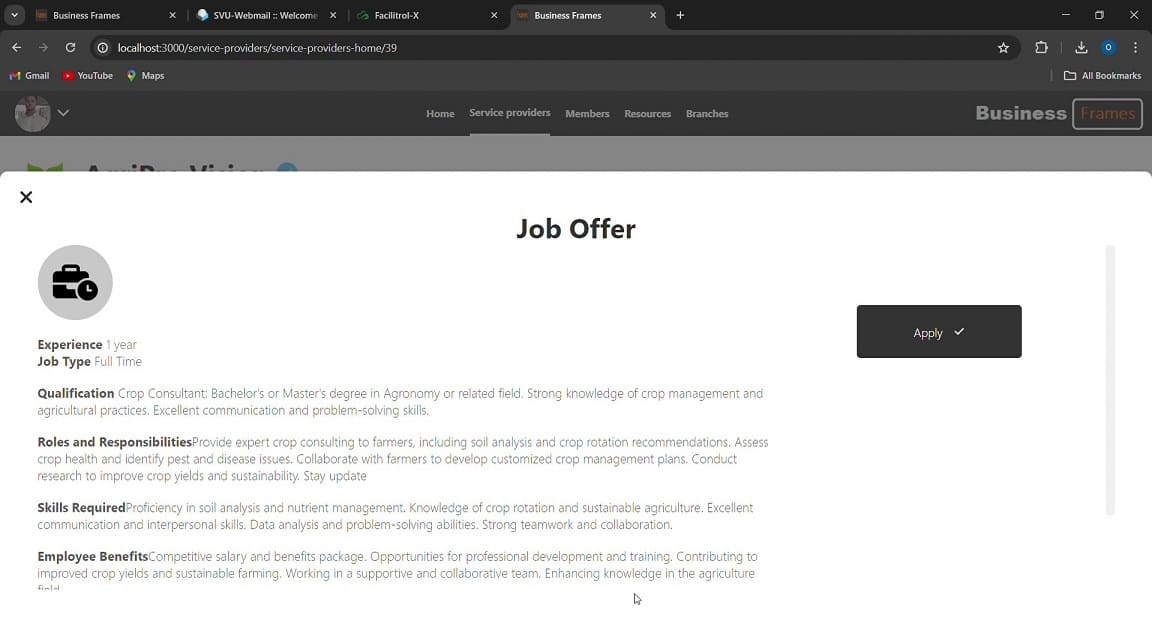 Business Frames
SVU-Webmail :: Welcome
Facilitrol-X
Business Frames
localhost:3000/service-providers/service-providers-home/39
O
Gmail
YouTube
Maps
All Bookmarks
Home
Service providers
Members
Resources
Branches
Business Frames
Job Offer
Apply
Experience 1 year
Job Type Full Time
Qualification Crop Consultant: Bachelor's or Master's degree in Agronomy or related field. Strong knowledge of crop management and
agricultural practices. Excellent communication and problem-solving skills.
Roles and ResponsibilitiesProvide expert crop consulting to farmers, including soil analysis and crop rotation recommendations. Assess
crop health and identify pest and disease issues. Collaborate with farmers to develop customized crop management plans. Conduct
research to improve crop yields and sustainability. Stay update
Skills RequiredProficiency in soil analysis and nutrient management. Knowledge of crop rotation and sustainable agriculture. Excellent
communication and interpersonal skills. Data analysis and problem-solving abilities. Strong teamwork and collaboration.
Employee BenefitsCompetitive salary and benefits package. Opportunities for professional development and training. Contributing to
improved crop yields and sustainable farming. Working in a supportive and collaborative team. Enhancing knowledge in the agriculture